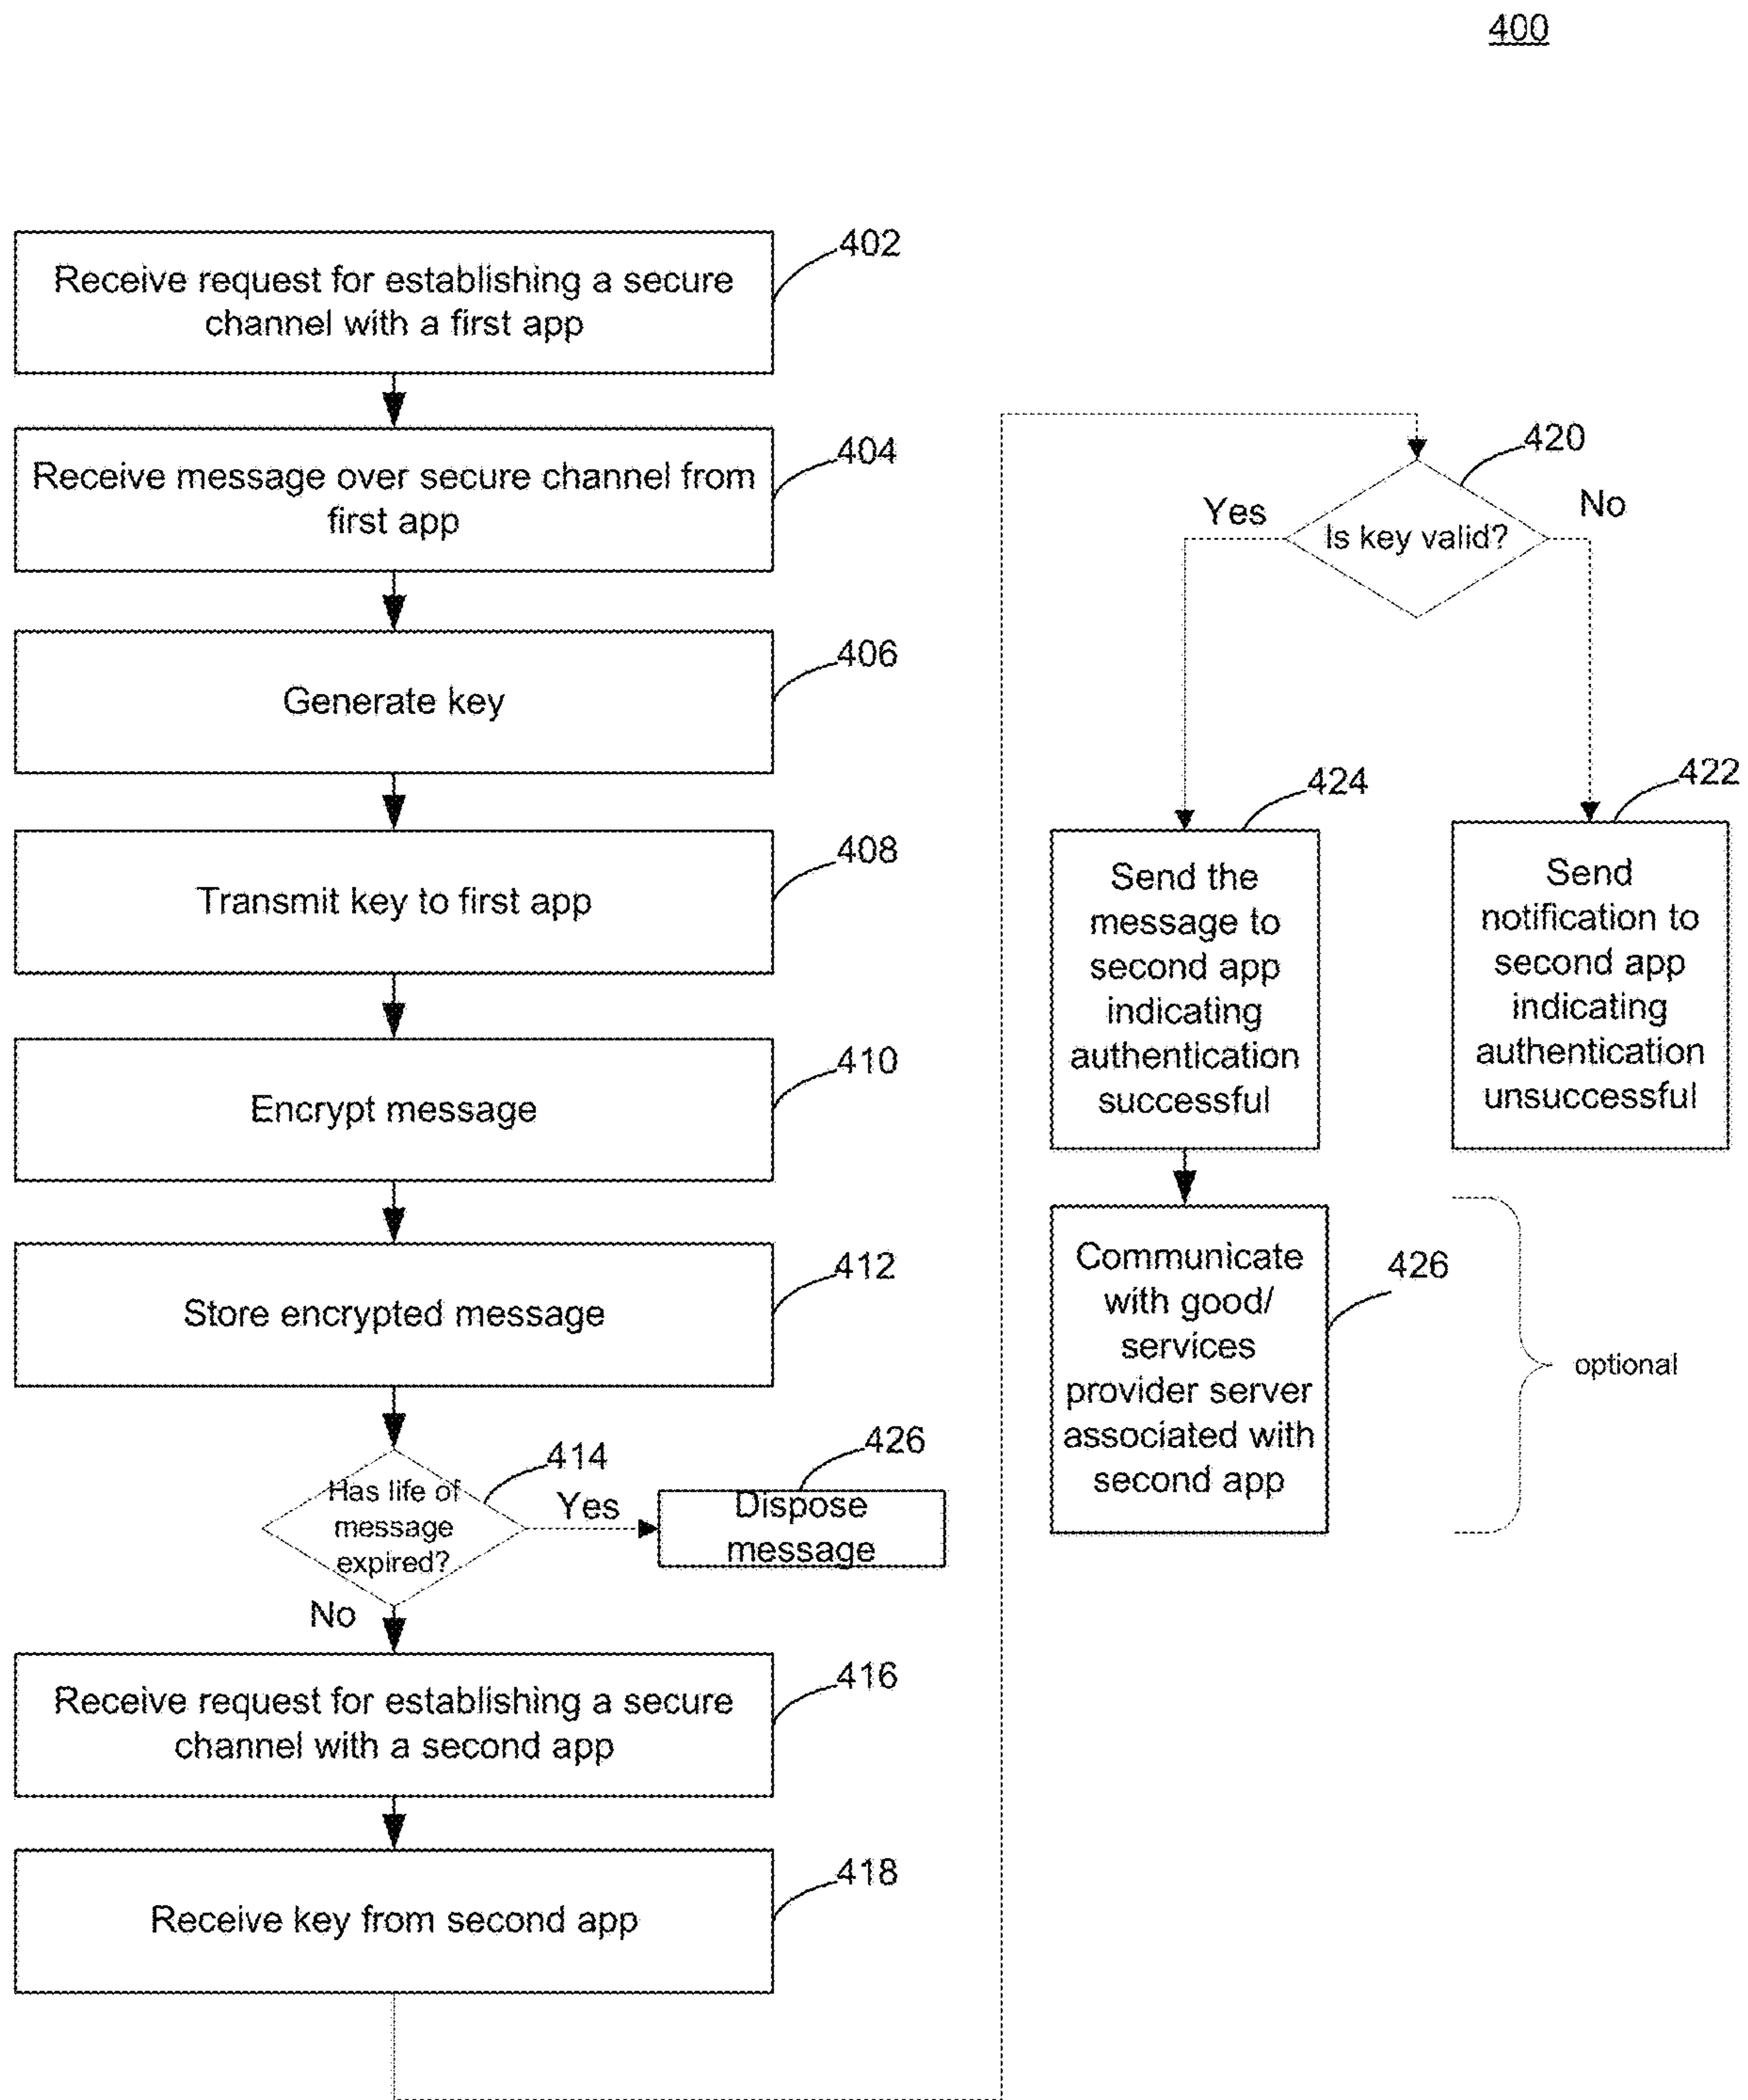 400
402
Receive request for establishing a secure
channel with a first app
404
Receive message over secure channel from
first app
406
Generate key
408
Transmit key to first app
410
Encrypt message
412
Store encrypted message
414
Has life of
message
expired?
Yes
426
Dispose
message
No
416
Receive request for establishing a secure
channel with a second app
418
Receive key from second app
420
Is key valid?
Yes
No
424
Send the
message to
second app
indicating
authentication
successful
422
Send
notification to
second app
indicating
authentication
unsuccessful
426
Communicate
with good/
services
provider server
associated with
second app
optional